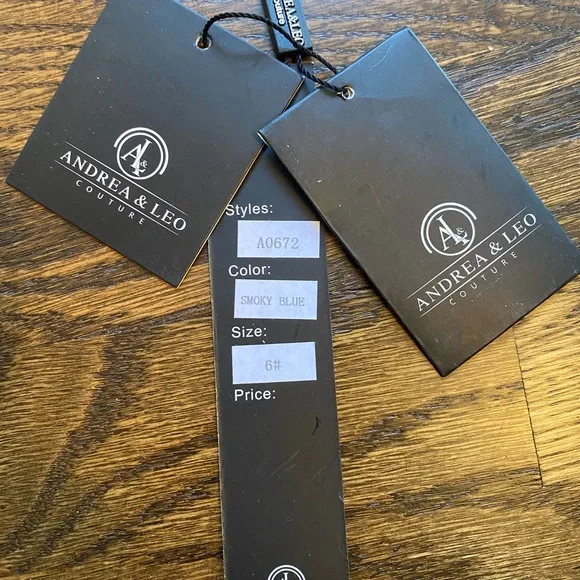 A&L
ANDREA & LEO
COUTURE
A&L
ANDREA & LEO
COUTURE
Styles:
A0672
Color:
SMOKY BLUE
Size:
6#
Price: